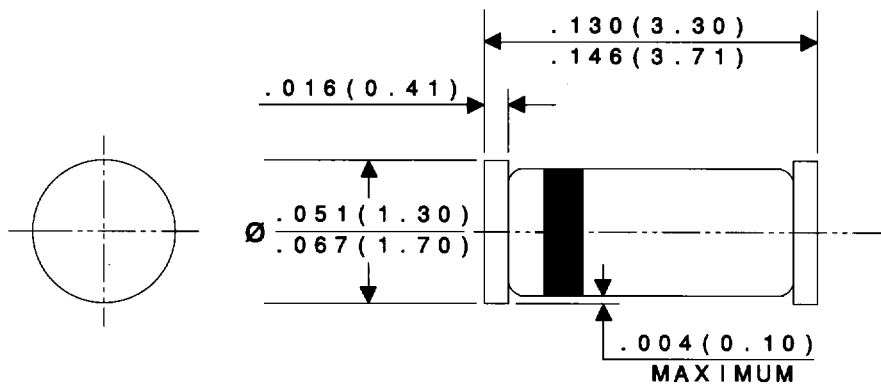 .130(3.30)
.146(3.71)
.016(0.41)
Ø .051(1.30)
.067(1.70)
.004(0.10)
MAXIMUM